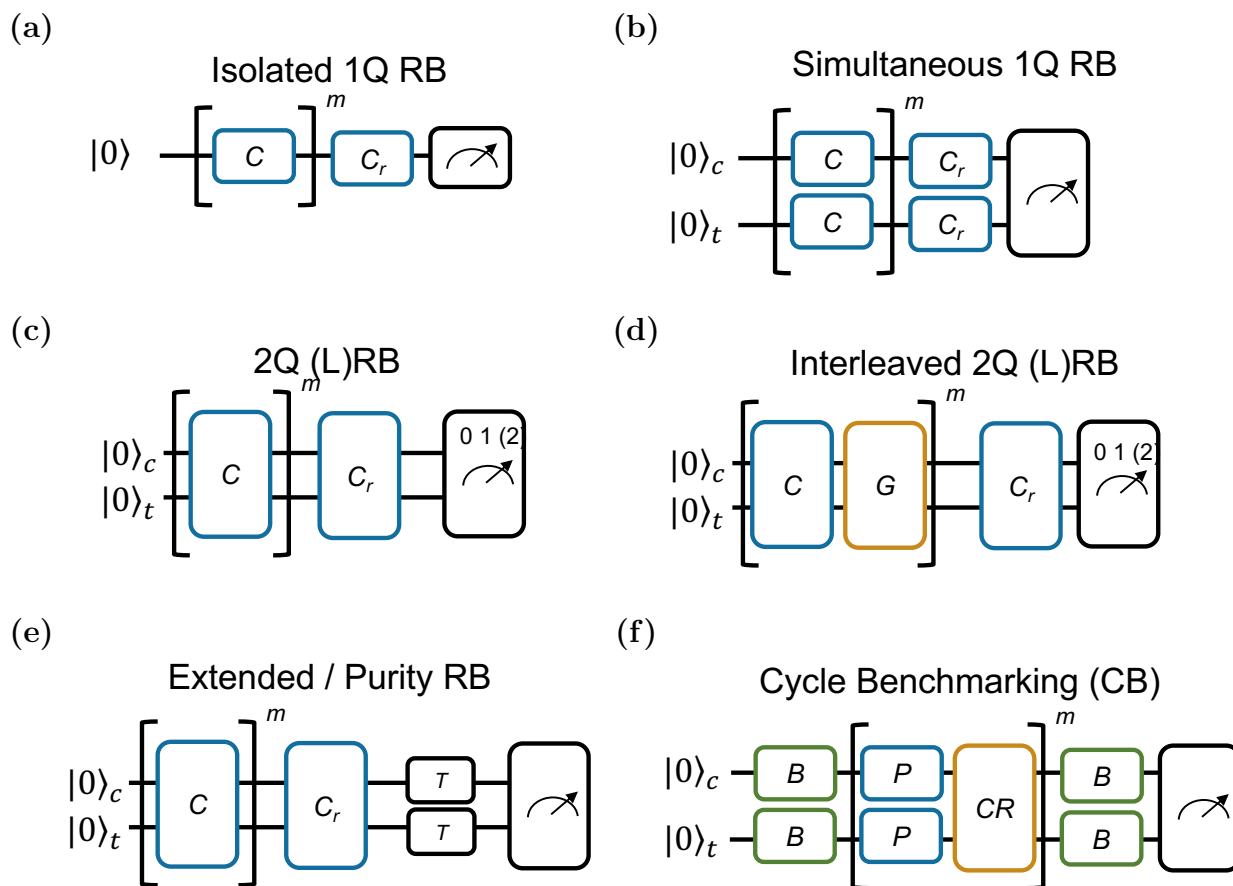 (a)
Isolated 1Q RB
m
|0⟩
C
C_r
(b)
Simultaneous 1Q RB
m
|0⟩_c
C
C_r
|0⟩_t
C
C_r
(c)
2Q (L)RB
m
|0⟩_c
|0⟩_t
C
C_r
0 1 (2)
(d)
Interleaved 2Q (L)RB
m
|0⟩_c
|0⟩_t
C
G
C_r
0 1 (2)
(e)
Extended / Purity RB
m
|0⟩_c
|0⟩_t
C
C_r
T
T
(f)
Cycle Benchmarking (CB)
m
|0⟩_c
B
P
CR
B
|0⟩_t
B
P
B